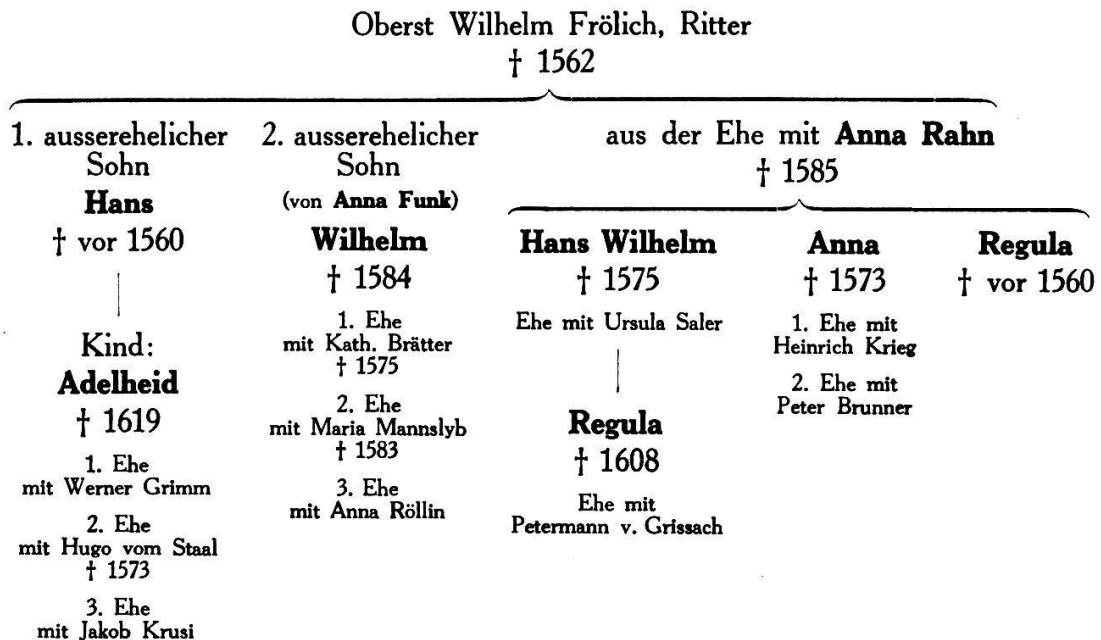 Oberst Wilhelm Frölich, Ritter
† 1562
1. ausserehelicher
Sohn
Hans
† vor 1560
Kind:
Adelheid
† 1619
1. Ehe
mit Werner Grimm
2. Ehe
mit Hugo vom Staal
† 1573
3. Ehe
mit Jakob Krusi
2. ausserehelicher
Sohn
(von Anna Funk)
Wilhelm
† 1584
1. Ehe
mit Kath. Brätter
† 1575
2. Ehe
mit Maria Mannslyb
† 1583
3. Ehe
mit Anna Röllin
aus der Ehe mit Anna Rahn
† 1585
Hans Wilhelm
† 1575
Ehe mit Ursula Saler
Regula
† 1608
Ehe mit
Petermann v. Grissach
Anna
† 1573
1. Ehe mit
Heinrich Krieg
2. Ehe mit
Peter Brunner
Regula
† vor 1560